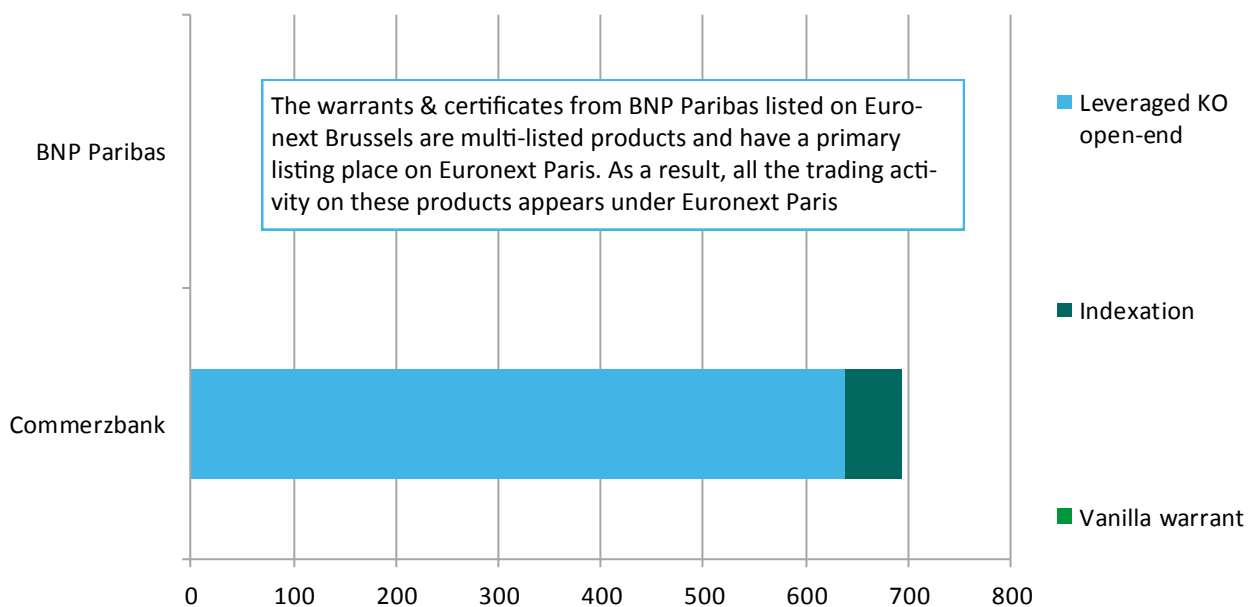 BNP Paribas
The warrants & certificates from BNP Paribas listed on Euro-
next Brussels are multi-listed products and have a primary
listing place on Euronext Paris. As a result, all the trading acti-
vity on these products appears under Euronext Paris
Commerzbank
0 100 200 300 400 500 600 700 800
Leveraged KO
open-end
Indexation
Vanilla warrant